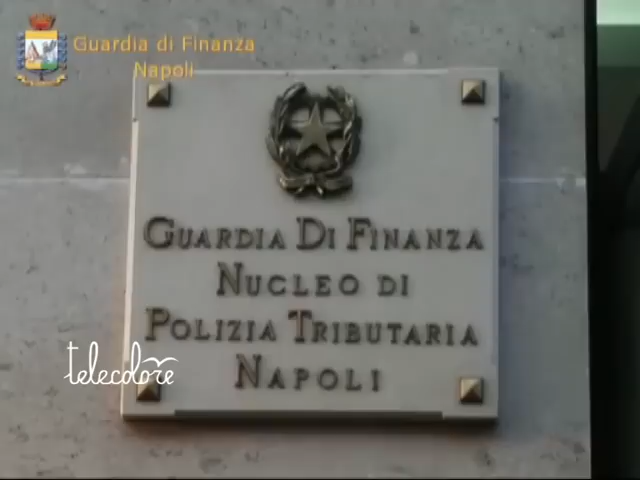 Guardia di Finanza
Napoli
GUARDIA DI FINANZA
NUCLEO DI
POLIZIA TRIBUTARIA
NAPOLI
telecolore